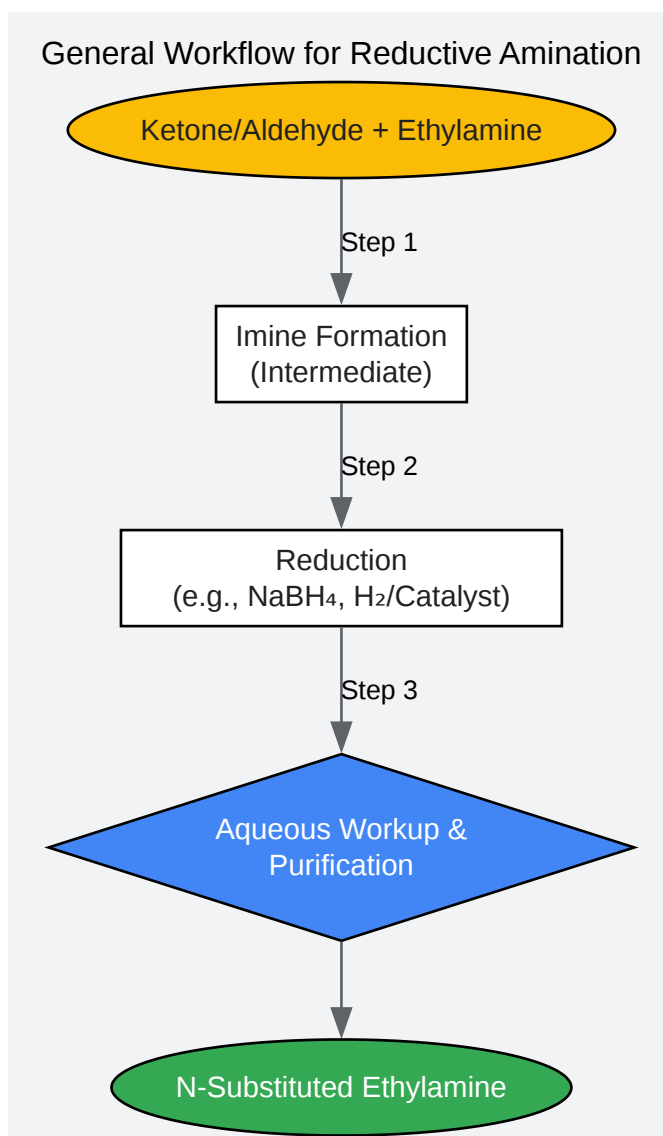 General Workflow for Reductive Amination
Ketone/Aldehyde + Ethylamine
Step 1
Imine Formation
(Intermediate)
Step 2
Reduction
(e.g., NaBH₄, H₂/Catalyst)
Step 3
Aqueous Workup &
Purification
N-Substituted Ethylamine